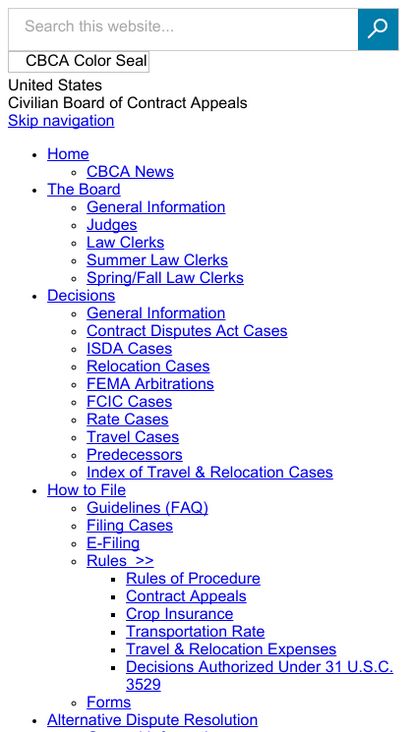 Search this website...
CBCA Color Seal
United States
Civilian Board of Contract Appeals
Skip navigation
Home
CBCA News
The Board
General Information
Judges
Law Clerks
Summer Law Clerks
Spring/Fall Law Clerks
Decisions
General Information
Contract Disputes Act Cases
ISDA Cases
Relocation Cases
FEMA Arbitrations
FCIC Cases
Rate Cases
Travel Cases
Predecessors
Index of Travel & Relocation Cases
How to File
Guidelines (FAQ)
Filing Cases
E-Filing
Rules >>
Rules of Procedure
Contract Appeals
Crop Insurance
Transportation Rate
Travel & Relocation Expenses
Decisions Authorized Under 31 U.S.C.
3529
Forms
Alternative Dispute Resolution